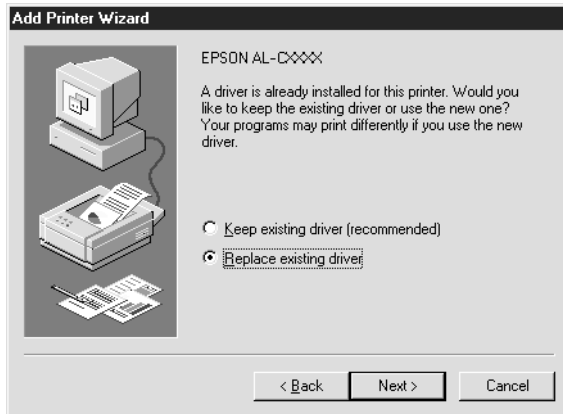 Add Printer Wizard
EPSON AL-CXXXX
A driver is already installed for this printer. Would you
like to keep the existing driver or use the new one?
Your programs may print differently if you use the new
driver.
Keep existing driver (recommended)
Replace existing driver
< Back Next > Cancel